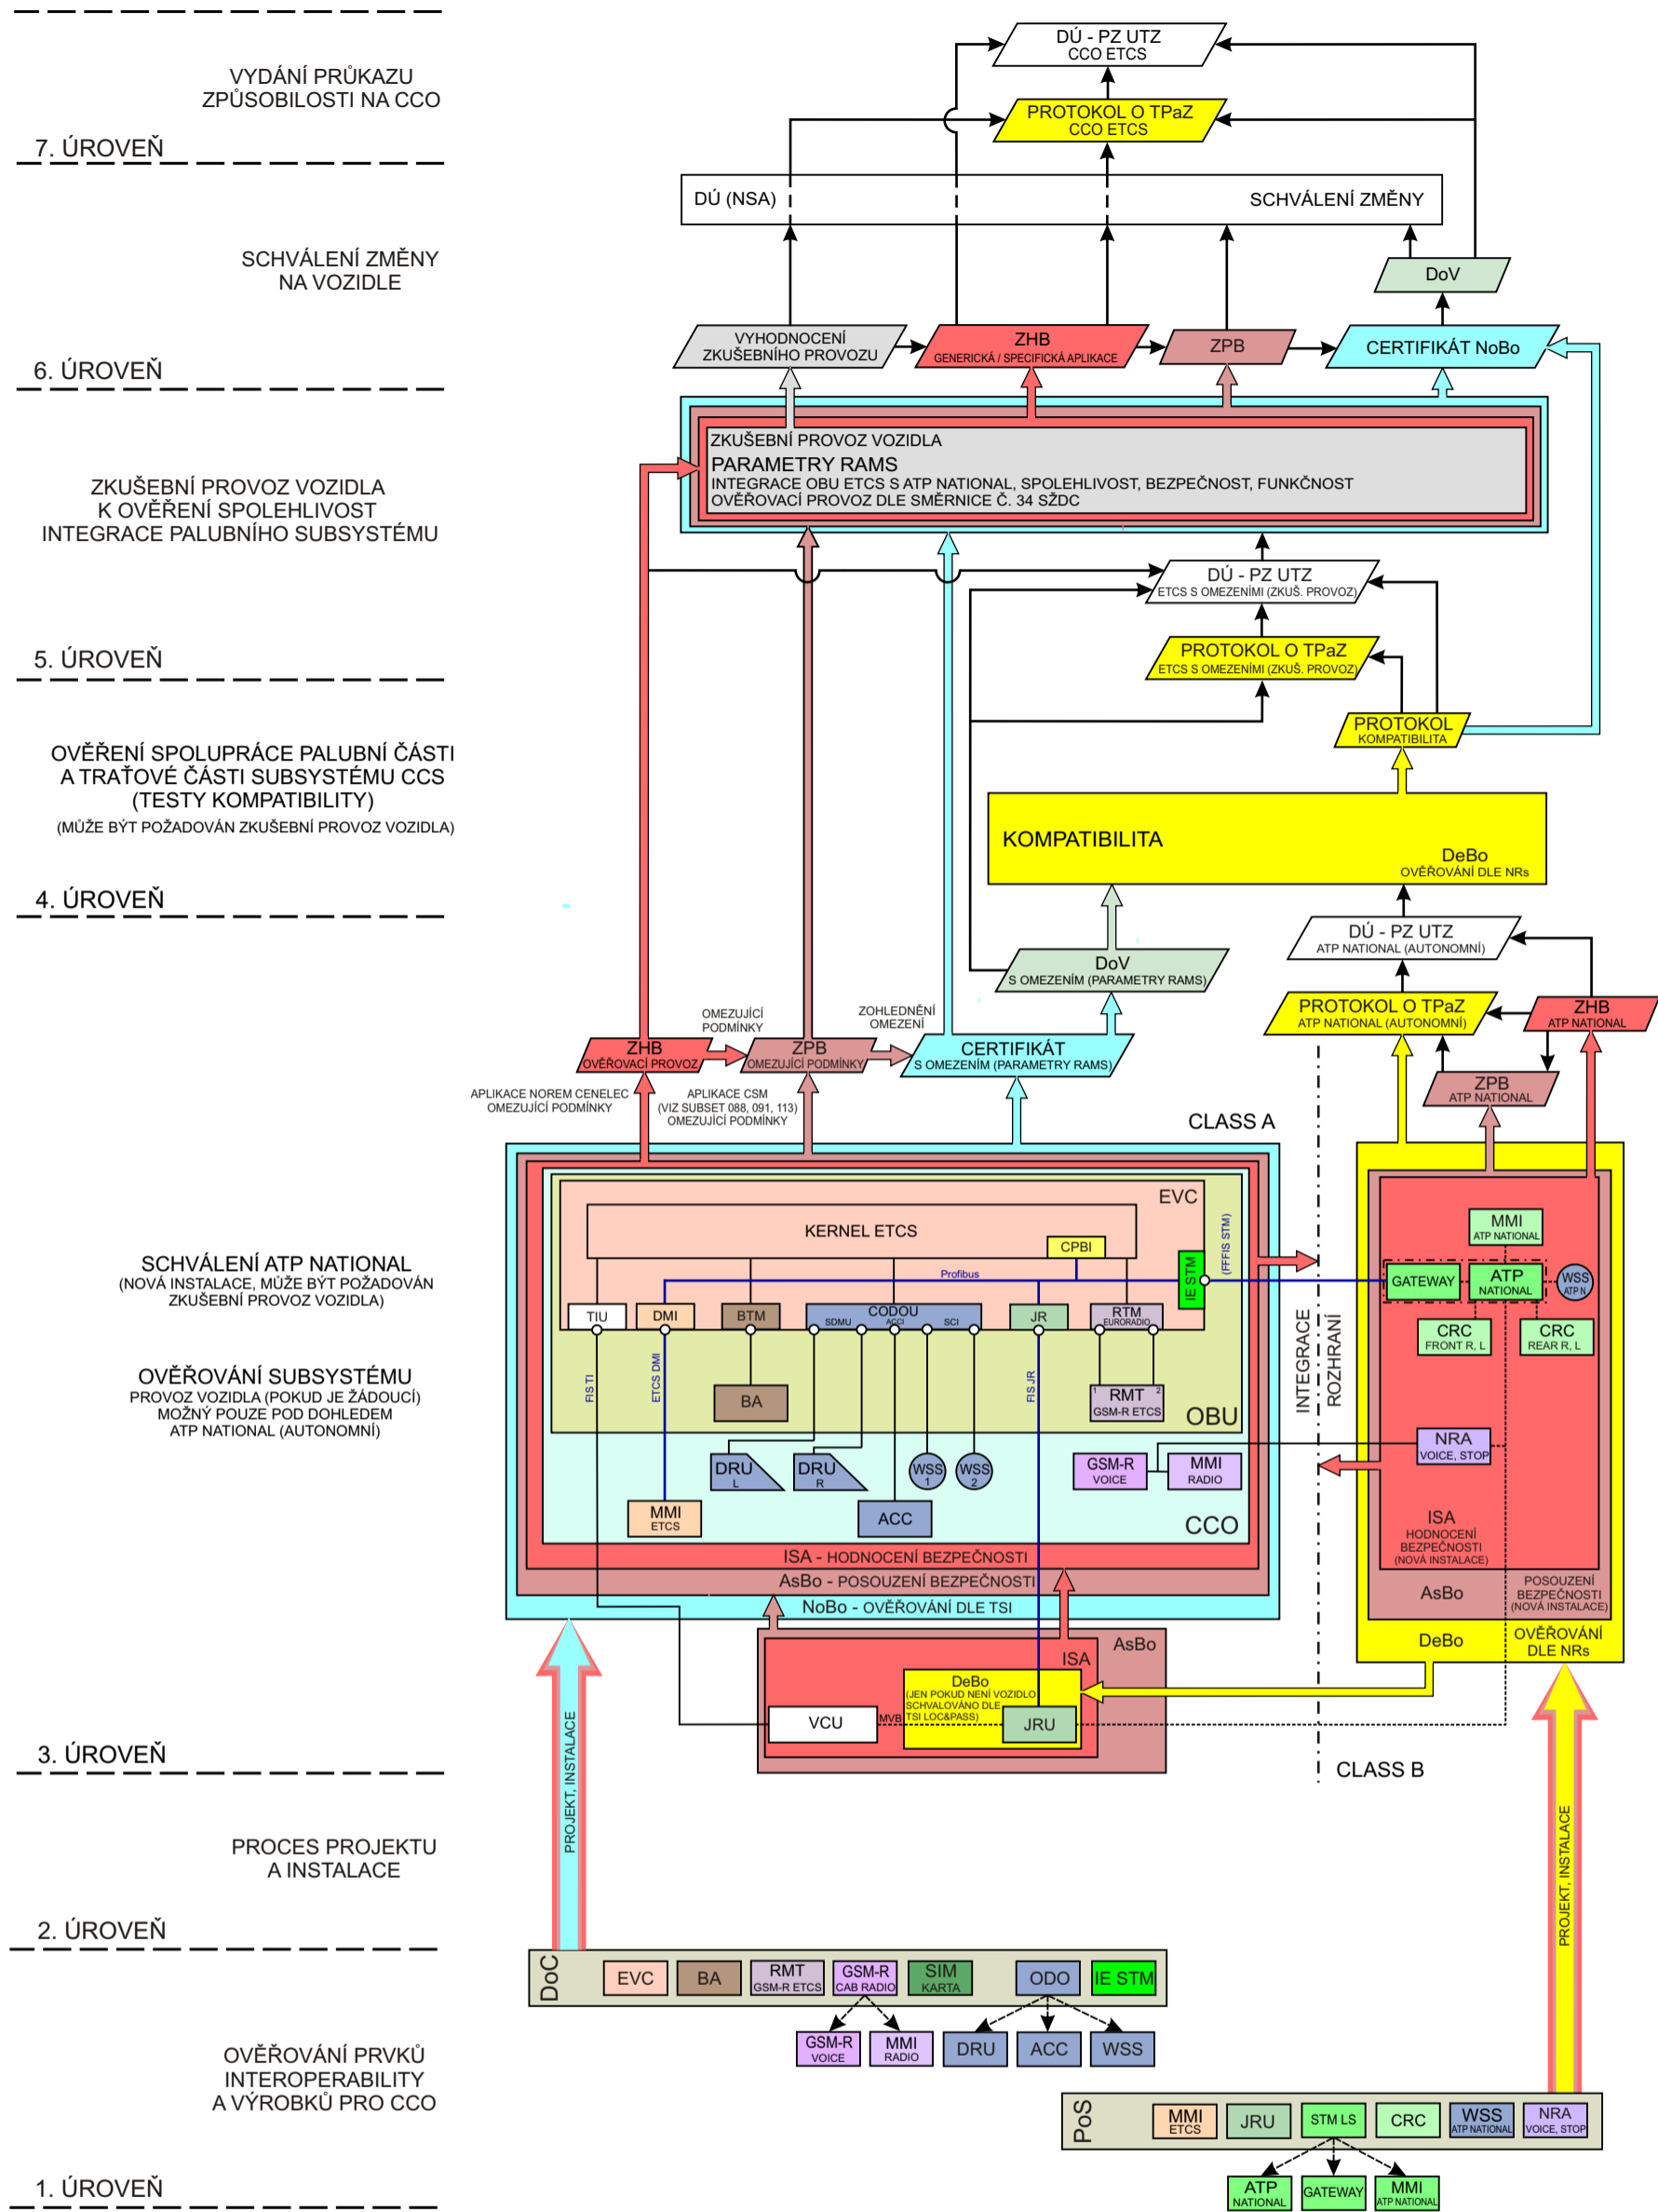 DÚ - PZ UTZ
CCO ETCS
VYDÁNÍ PRŮKAZU
ZPŮSOBILOSTI NA CCO
PROTOKOL O TPaZ
CCO ETCS
7. ÚROVEŇ
DÚ (NSA)
SCHVÁLENÍ ZMĚNY
SCHVÁLENÍ ZMĚNY
NA VOZIDLE
DoV
VYHODNOCENÍ
ZKUŠEBNÍHO PROVOZU
ZHB
GENERICKÁ / SPECIFICKÁ APLIKACE
ZPB
CERTIFIKÁT NoBo
6. ÚROVEŇ
ZKUŠEBNÍ PROVOZ VOZIDLA
PARAMETRY RAMS
INTEGRACE OBU ETCS S ATP NATIONAL, SPOLEHLIVOST, BEZPEČNOST, FUNKČNOST
OVĚŘOVACÍ PROVOZ DLE SMĚRNICE Č. 34 SŽDC
ZKUŠEBNÍ PROVOZ VOZIDLA
K OVĚŘENÍ SPOLEHLIVOST
INTEGRACE PALUBNÍHO SUBSYSTÉMU
DÚ - PZ UTZ
ETCS S OMEZENÍMI (ZKUŠ. PROVOZ)
5. ÚROVEŇ
PROTOKOL O TPaZ
ETCS S OMEZENÍMI (ZKUŠ. PROVOZ)
PROTOKOL
KOMPATIBILITA
OVĚŘENÍ SPOLUPRÁCE PALUBNÍ ČÁSTI
A TRAŤOVÉ ČÁSTI SUBSYSTÉMU CCS
(TESTY KOMPATIBILITY)
(MŮŽE BÝT POŽADOVÁN ZKUŠEBNÍ PROVOZ VOZIDLA)
KOMPATIBILITA
DeBo
OVĚŘOVÁNÍ DLE NRs
4. ÚROVEŇ
DÚ - PZ UTZ
ATP NATIONAL (AUTONOMNÍ)
DoV
S OMEZENÍM (PARAMETRY RAMS)
PROTOKOL O TPaZ
ATP NATIONAL (AUTONOMNÍ)
ZHB
ATP NATIONAL
OMEZUJÍCÍ
PODMÍNKY
ZOHLEDNĚNÍ
OMEZENÍ
ZHB
OVĚŘOVACÍ PROVOZ
ZPB
OMEZUJÍCÍ PODMÍNKY
CERTIFIKÁT
S OMEZENÍM (PARAMETRY RAMS)
ZPB
ATP NATIONAL
APLIKACE NOREM CENELEC
OMEZUJÍCÍ PODMÍNKY
APLIKACE CSM
(VIZ SUBSET 088, 091, 113)
OMEZUJÍCÍ PODMÍNKY
CLASS A
EVC
KERNEL ETCS
CPBI
Profibus
IE STM
(FFFIS STM)
TIU
DMI
BTM
CODOU
SDMU
ACCI
SCI
JR
RTM
EURORADIO
FIS TI
ETCS DMI
BA
FIS JR
1
RMT
2
GSM-R ETCS
OBU
DRU
L
DRU
R
WSS
1
WSS
2
GSM-R
VOICE
MMI
RADIO
MMI
ETCS
ACC
CCO
ISA - HODNOCENÍ BEZPEČNOSTI
AsBo - POSOUZENÍ BEZPEČNOSTI
NoBo - OVĚŘOVÁNÍ DLE TSI
INTEGRACE
ROZHRANÍ
MMI
ATP NATIONAL
GATEWAY
ATP
NATIONAL
WSS
ATP N
CRC
FRONT R, L
CRC
REAR R, L
NRA
VOICE, STOP
ISA
HODNOCENÍ
BEZPEČNOSTI
(NOVÁ INSTALACE)
AsBo
POSOUZENÍ
BEZPEČNOSTI
(NOVÁ INSTALACE)
DeBo
OVĚŘOVÁNÍ
DLE NRs
SCHVÁLENÍ ATP NATIONAL
(NOVÁ INSTALACE, MŮŽE BÝT POŽADOVÁN
ZKUŠEBNÍ PROVOZ VOZIDLA)
OVĚŘOVÁNÍ SUBSYSTÉMU
PROVOZ VOZIDLA (POKUD JE ŽÁDOUCÍ)
MOŽNÝ POUZE POD DOHLEDEM
ATP NATIONAL (AUTONOMNÍ)
AsBo
ISA
DeBo
(JEN POKUD NENÍ VOZIDLO
SCHVALOVÁNO DLE
TSI LOC&PASS)
VCU
MVB
JRU
3. ÚROVEŇ
CLASS B
PROJEKT, INSTALACE
PROJEKT, INSTALACE
PROCES PROJEKTU
A INSTALACE
2. ÚROVEŇ
DoC
EVC
BA
RMT
GSM-R ETCS
GSM-R
CAB RADIO
SIM
KARTA
ODO
IE STM
GSM-R
VOICE
MMI
RADIO
DRU
ACC
WSS
OVĚŘOVÁNÍ PRVKŮ
INTEROPERABILITY
A VÝROBKŮ PRO CCO
PoS
MMI
ETCS
JRU
STM LS
CRC
WSS
ATP NATIONAL
NRA
VOICE, STOP
ATP
NATIONAL
GATEWAY
MMI
ATP NATIONAL
1. ÚROVEŇ